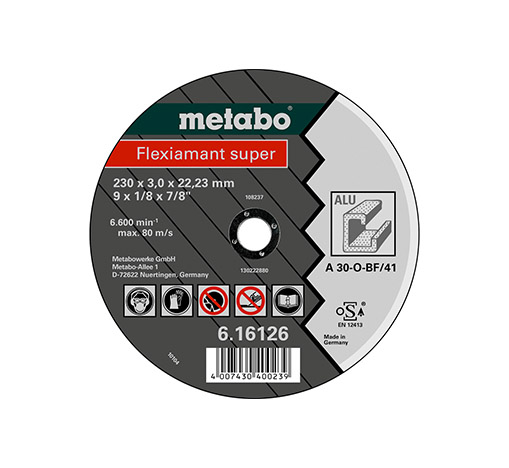 metabo®
Flexiamant super
230 x 3,0 x 22,23 mm
9 x 1/8 x 7/8"
108237
6.600 min-1
max. 80 m/s
Metabowerke GmbH
Metabo-Allee 1
D-72622 Nuertingen, Germany
130222880
ALU
A 30-O-BF/41
oSA
EN 12413
Made in
Germany
6.16126
10104
4 007430 400239